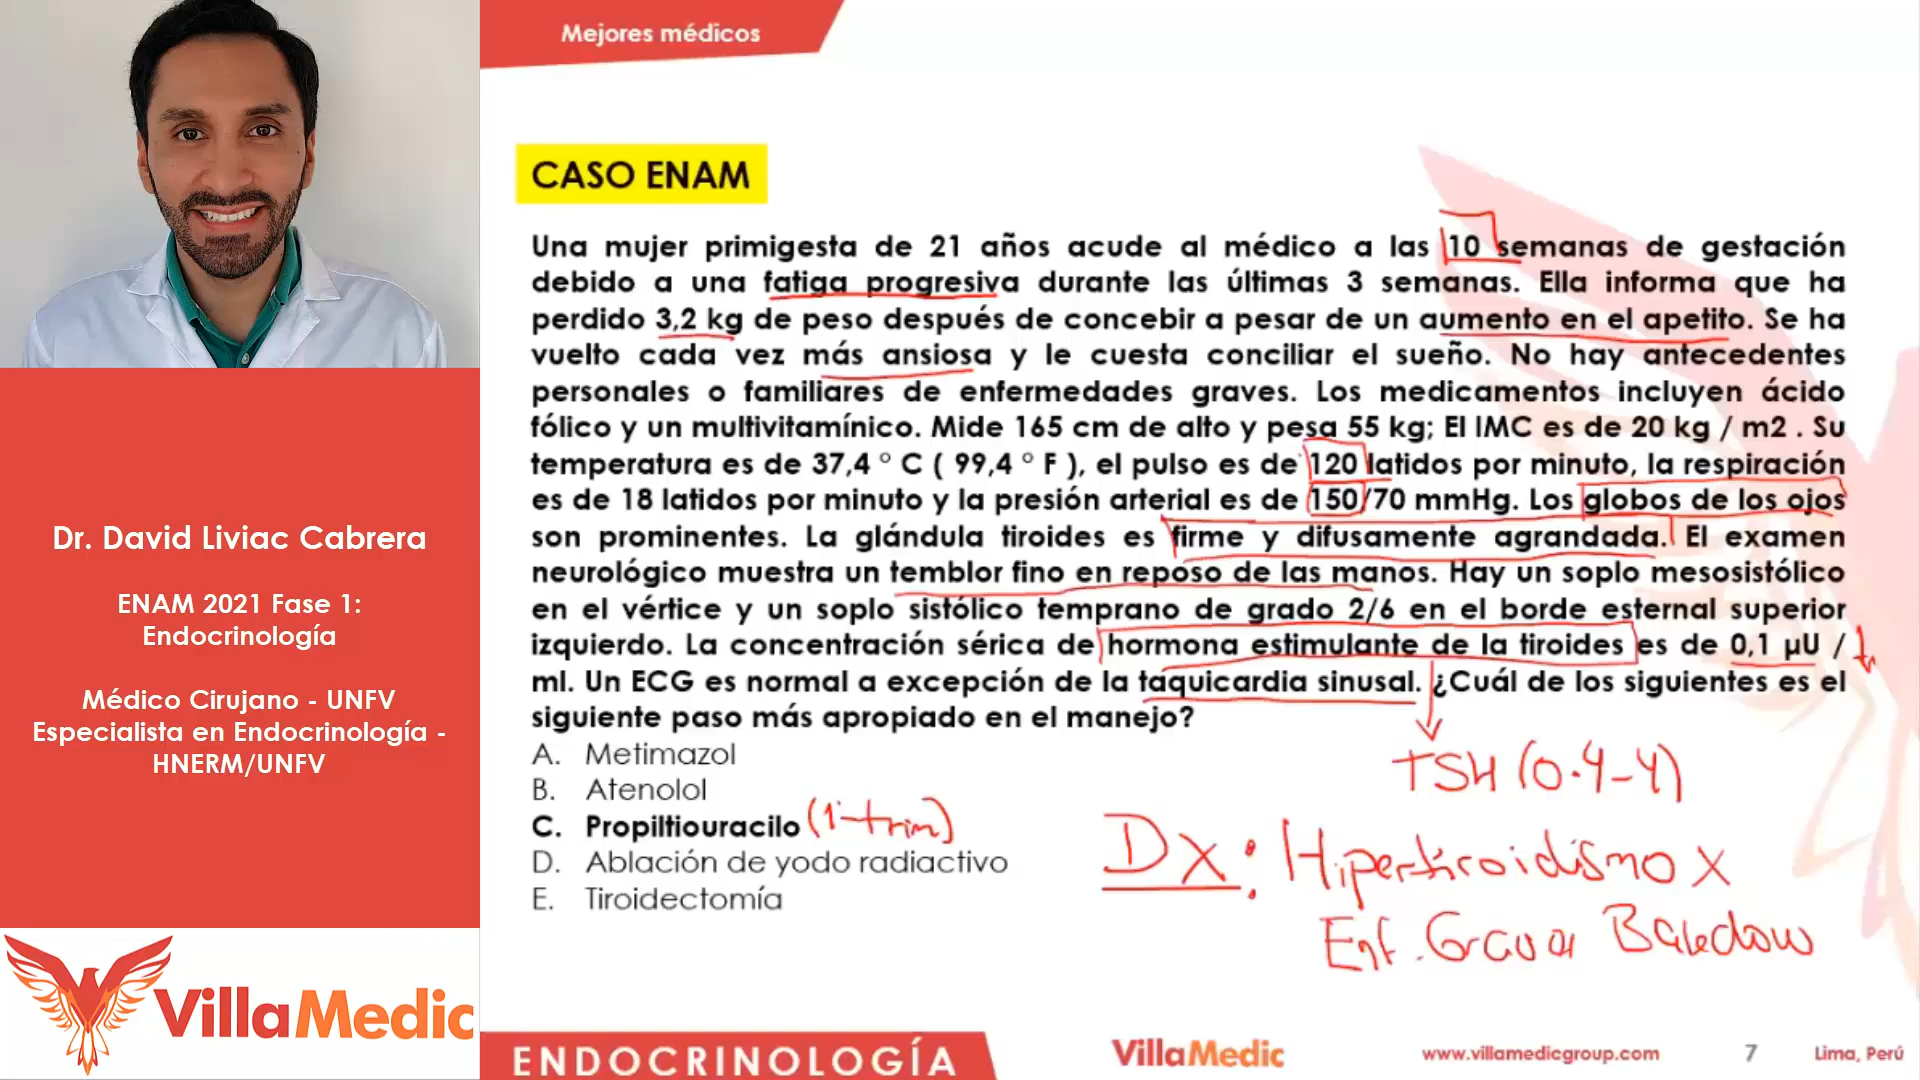 Mejores médicos
CASO ENAM
Una mujer primigesta de 21 años acude al médico a las 10 semanas de gestación
debido a una fatiga progresiva durante las últimas 3 semanas. Ella informa que ha
perdido 3,2 kg de peso después de concebir a pesar de un aumento en el apetito. Se ha
vuelto cada vez más ansiosa y le cuesta conciliar el sueño. No hay antecedentes
personales o familiares de enfermedades graves. Los medicamentos incluyen ácido
fólico y un multivitamínico. Mide 165 cm de alto y pesa 55 kg; El IMC es de 20 kg / m2 . Su
temperatura es de 37,4 ° C ( 99,4 ° F ), el pulso es de 120 latidos por minuto, la respiración
es de 18 latidos por minuto y la presión arterial es de 150/70 mmHg. Los globos de los ojos
son prominentes. La glándula tiroides es firme y difusamente agrandada. El examen
neurológico muestra un temblor fino en reposo de las manos. Hay un soplo mesosistólico
en el vértice y un soplo sistólico temprano de grado 2/6 en el borde esternal superior
izquierdo. La concentración sérica de hormona estimulante de la tiroides es de 0,1 µU /
ml. Un ECG es normal a excepción de la taquicardia sinusal. ¿Cuál de los siguientes es el
siguiente paso más apropiado en el manejo?
A. Metimazol
B. Atenolol
C. Propiltiouracilo (1° trim)
D. Ablación de yodo radiactivo
E. Tiroidectomía
TSH (0.4-4)
Dx: Hipertiroidismo x
Enf. Graves Basedow
Dr. David Liviac Cabrera
ENAM 2021 Fase 1:
Endocrinología
Médico Cirujano - UNFV
Especialista en Endocrinología -
HNERM/UNFV
VillaMedic
ENDOCRINOLOGÍA
VillaMedic
www.villamedicgroup.com
7
Lima, Perú